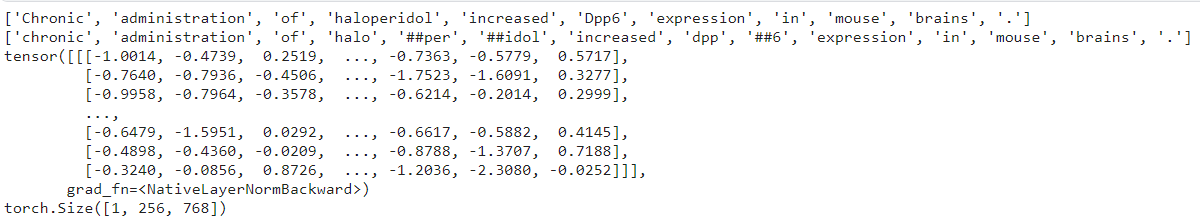 ['Chronic', 'administration', 'of', 'haloperidol', 'increased', 'Dpp6', 'expression', 'in', 'mouse', 'brains', '.']
['chronic', 'administration', 'of', 'halo', '##per', '##idol', 'increased', 'dpp', '##6', 'expression', 'in', 'mouse', 'brains', '.']
tensor([[[-1.0014, -0.4739,  0.2519,  ..., -0.7363, -0.5779,  0.5717],
         [-0.7640, -0.7936, -0.4506,  ..., -1.7523, -1.6091,  0.3277],
         [-0.9958, -0.7964, -0.3578,  ..., -0.6214, -0.2014,  0.2999],
         ...,
         [-0.6479, -1.5951,  0.0292,  ..., -0.6617, -0.5882,  0.4145],
         [-0.4898, -0.4360, -0.0209,  ..., -0.8788, -1.3707,  0.7188],
         [-0.3240, -0.0856,  0.8726,  ..., -1.2036, -2.3080, -0.0252]]],
       grad_fn=<NativeLayerNormBackward>)
torch.Size([1, 256, 768])